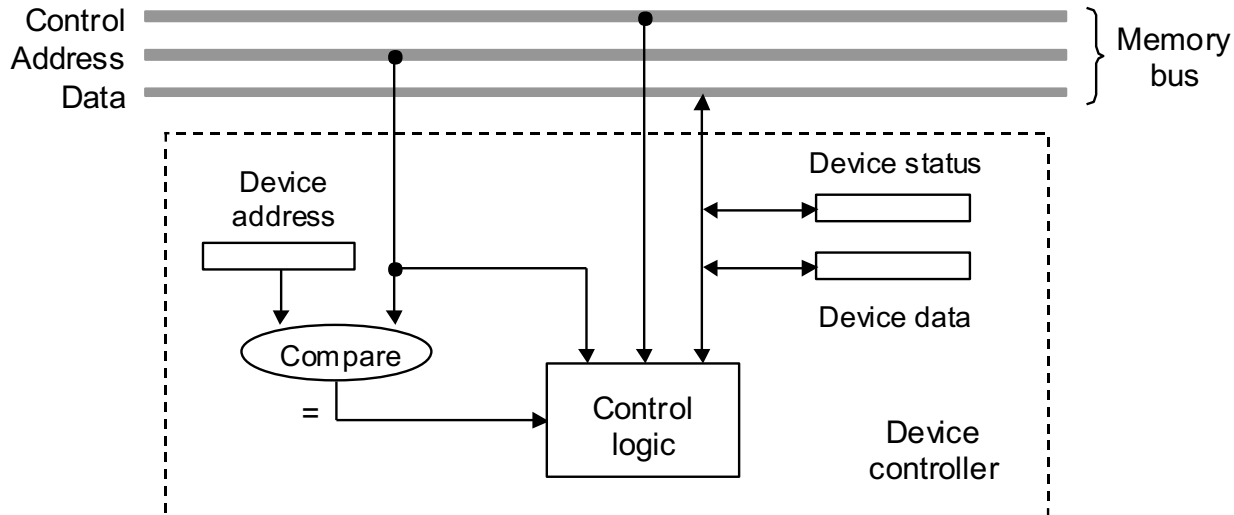 Control
Address
Data
Memory
bus
Device status
Device
address
Device data
Compare
=
Control
logic
Device
controller